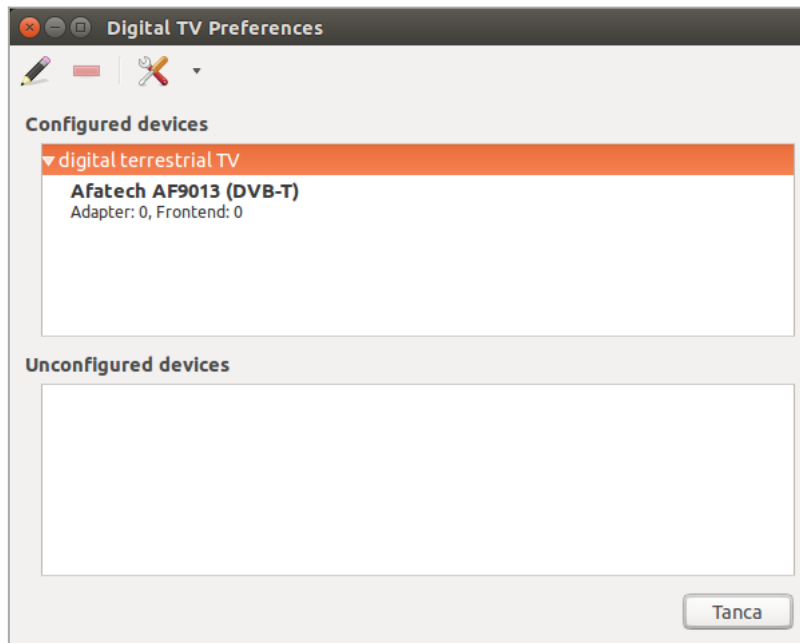 Digital TV Preferences
Configured devices
digital terrestrial TV
Afatech AF9013 (DVB-T)
Adapter: 0, Frontend: 0
Unconfigured devices
Tanca